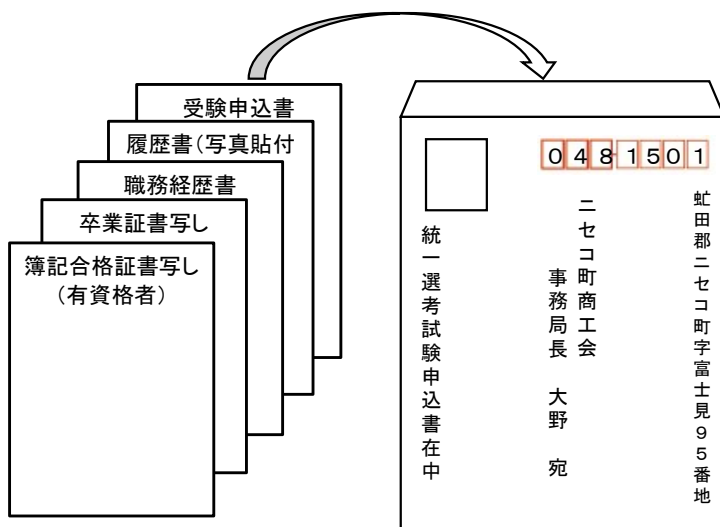 受験申込書
履歴書（写真貼付
職務経歴書
卒業証書写し
簿記合格証書写し
（有資格者）
0481501
虻田郡ニセコ町字富士見９５番地
ニセコ町商工会
事務局長　大野　宛
統一選考試験申込書在中